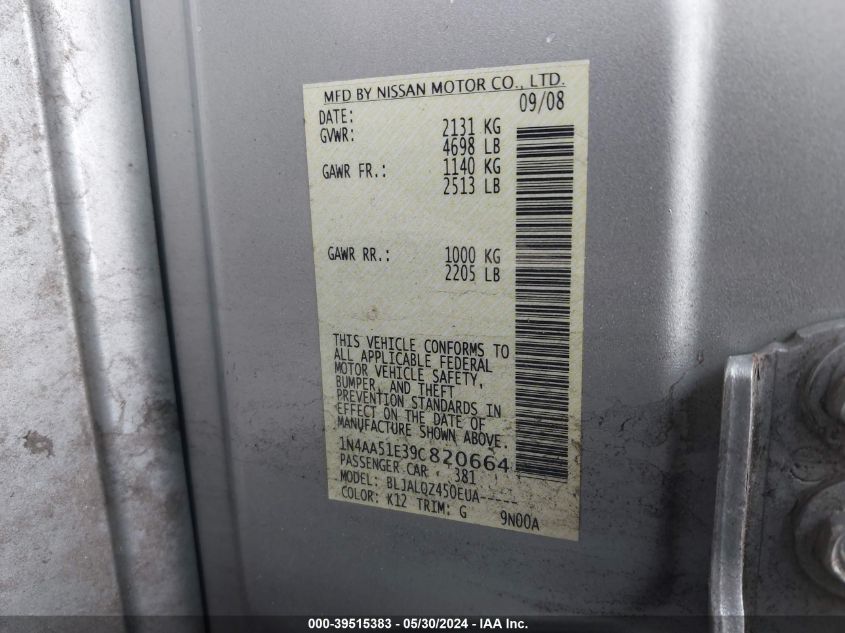 MFD BY NISSAN MOTOR CO., LTD.
DATE: 09/08
GVWR: 2131 KG
4698 LB
GAWR FR.: 1140 KG
2513 LB
GAWR RR.: 1000 KG
2205 LB
THIS VEHICLE CONFORMS TO
ALL APPLICABLE FEDERAL
MOTOR VEHICLE SAFETY,
BUMPER, AND THEFT
PREVENTION STANDARDS IN
EFFECT ON THE DATE OF
MANUFACTURE SHOWN ABOVE.
1N4AA51E39C820664
PASSENGER CAR 381
MODEL: BLJALQZ450EUA-----
COLOR: K12 TRIM: G 9N00A
000-39515383 - 05/30/2024 - IAA Inc.